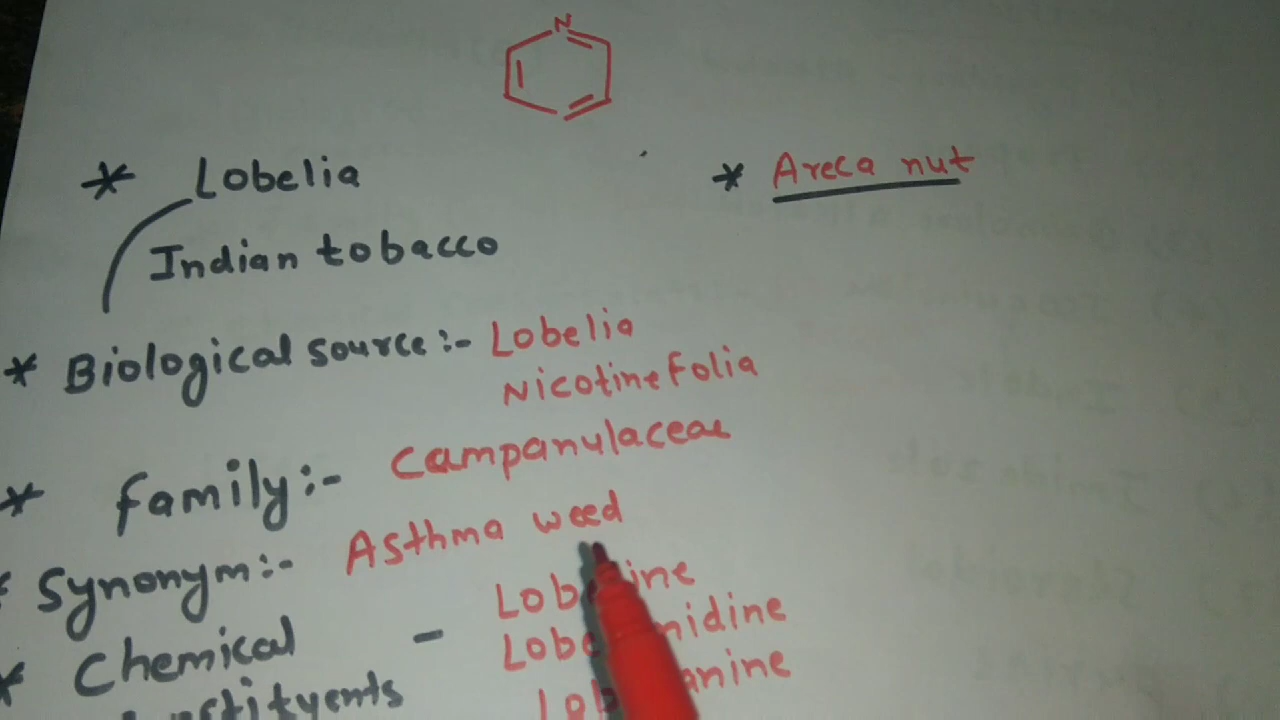 N
* Lobelia
Indian tobacco
* Biological source:- Lobelia
Nicotinefolia
* family:- Campanulaceae
* Synonym:- Asthma weed
* Chemical -
* Areca nut